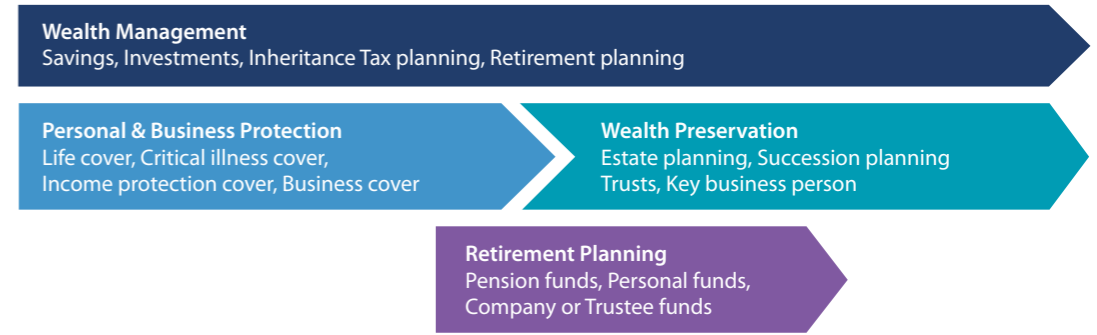 Wealth Management
Savings, Investments, Inheritance Tax planning, Retirement planning
Personal & Business Protection
Life cover, Critical illness cover,
Income protection cover, Business cover
Wealth Preservation
Estate planning, Succession planning
Trusts, Key business person
Retirement Planning
Pension funds, Personal funds,
Company or Trustee funds